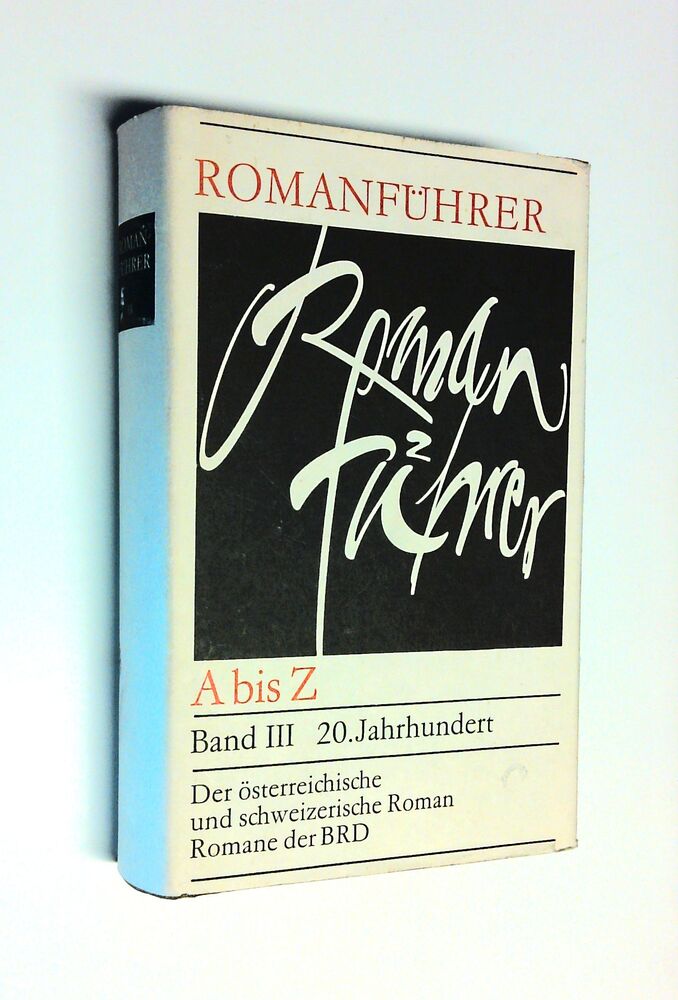 ROMAN-
FÜHRER
ROMANFÜHRER
Roman
Führer
A bis Z
Band III 20. Jahrhundert
Der österreichische
und schweizerische Roman
Romane der BRD